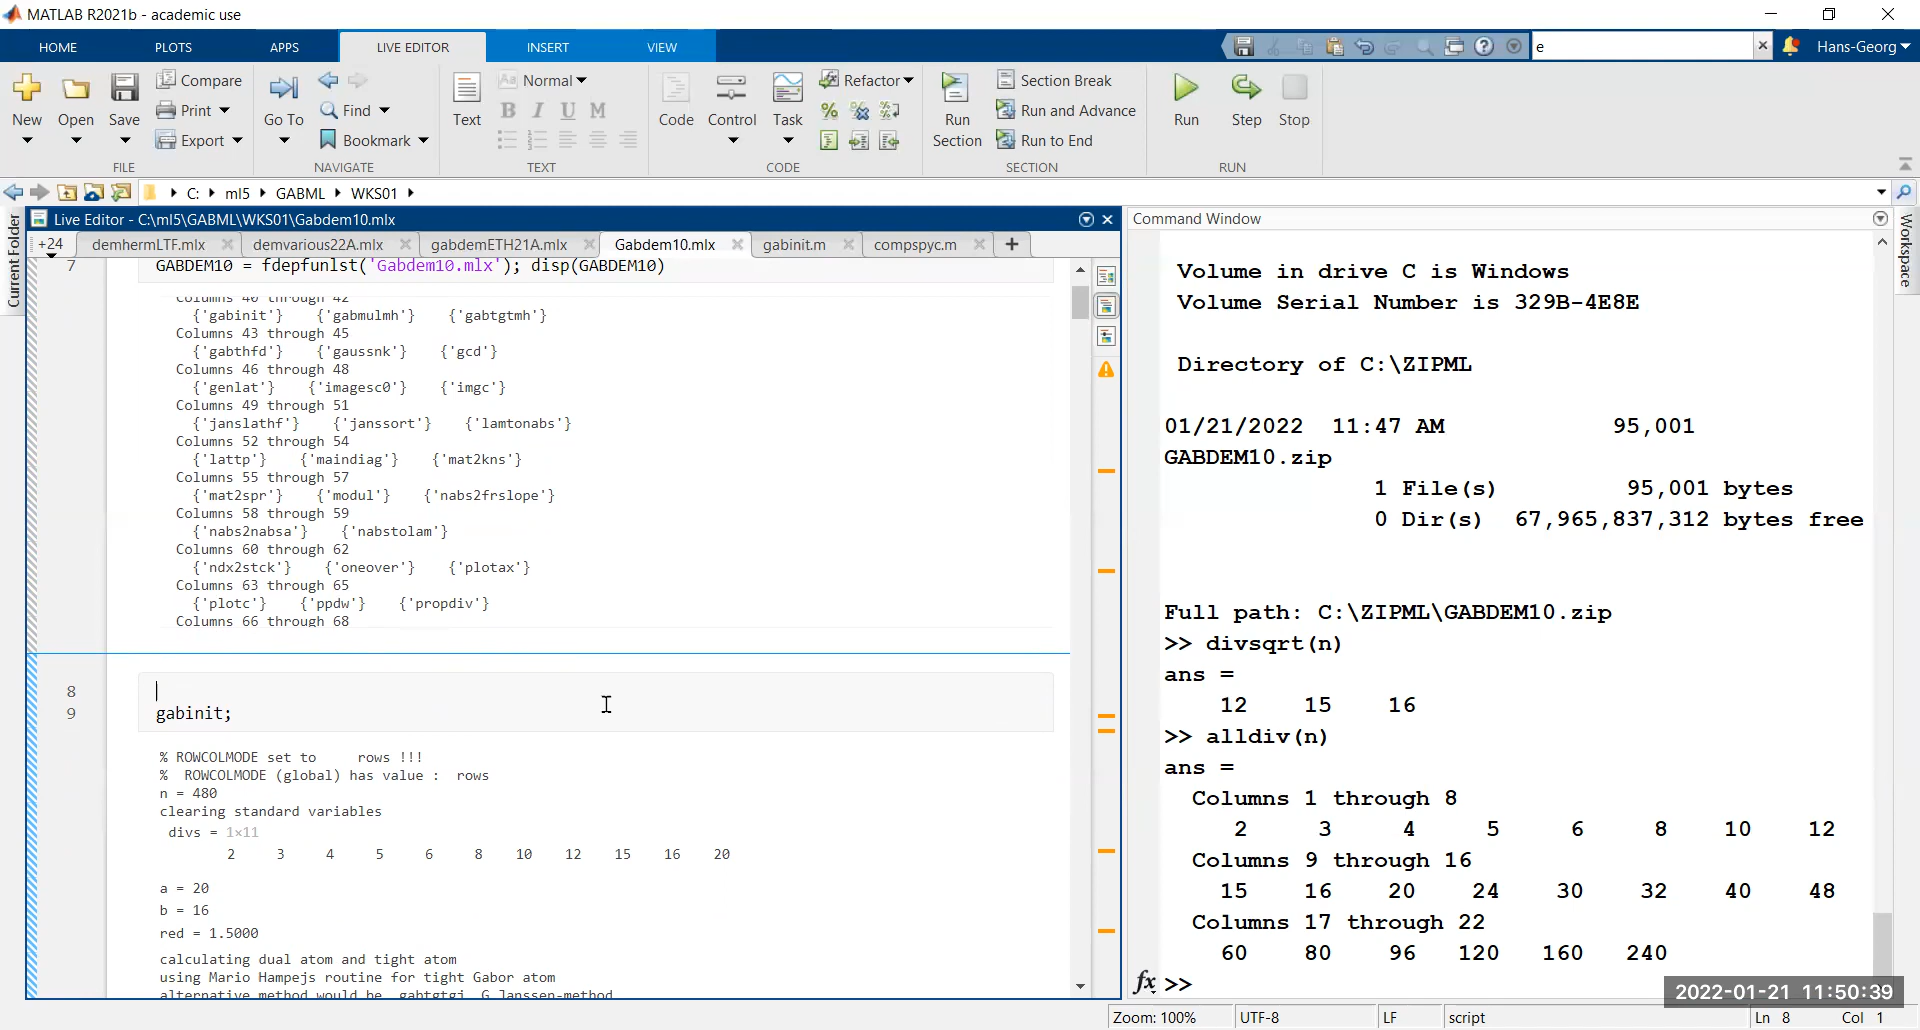 MATLAB R2021b - academic use
HOME PLOTS APPS LIVE EDITOR INSERT VIEW e Hans-Georg
New Open Save Compare Print Export
Go To Find Bookmark
Text Normal B I U M
Code Control Task Refactor
Run Section Section Break Run and Advance Run to End
Run Step Stop
FILE NAVIGATE TEXT CODE SECTION RUN
C: ml5 GABML WKS01
Current Folder
Live Editor - C:\ml5\GABML\WKS01\Gabdem10.mlx
+24 demhermLTF.mlx demvarious22A.mlx gabdemETH21A.mlx Gabdem10.mlx gabinit.m compspyc.m +
7 GABDEM10 = fdepfunlst('Gabdem10.mlx'); disp(GABDEM10)
Columns 40 through 42
{'gabinit'} {'gabmulmh'} {'gabtgtmh'}
Columns 43 through 45
{'gabthfd'} {'gaussnk'} {'gcd'}
Columns 46 through 48
{'genlat'} {'imagesc0'} {'imgc'}
Columns 49 through 51
{'janslathf'} {'janssort'} {'lamtonabs'}
Columns 52 through 54
{'lattp'} {'maindiag'} {'mat2kns'}
Columns 55 through 57
{'mat2spr'} {'modul'} {'nabs2frslope'}
Columns 58 through 59
{'nabs2nabsa'} {'nabstolam'}
Columns 60 through 62
{'ndx2stck'} {'oneover'} {'plotax'}
Columns 63 through 65
{'plotc'} {'ppdw'} {'propdiv'}
Columns 66 through 68
8
9 gabinit;
% ROWCOLMODE set to rows !!!
% ROWCOLMODE (global) has value : rows
n = 480
clearing standard variables
divs = 1×11
2 3 4 5 6 8 10 12 15 16 20
a = 20
b = 16
red = 1.5000
calculating dual atom and tight atom
using Mario Hampejs routine for tight Gabor atom
alternative method would be gabtgtgj G Janssen-method
Command Window
Workspace
Volume in drive C is Windows
Volume Serial Number is 329B-4E8E
Directory of C:\ZIPML
01/21/2022 11:47 AM 95,001
GABDEM10.zip
1 File(s) 95,001 bytes
0 Dir(s) 67,965,837,312 bytes free
Full path: C:\ZIPML\GABDEM10.zip
>> divsqrt(n)
ans =
12 15 16
>> alldiv(n)
ans =
Columns 1 through 8
2 3 4 5 6 8 10 12
Columns 9 through 16
15 16 20 24 30 32 40 48
Columns 17 through 22
60 80 96 120 160 240
fx >>
2022-01-21 11:50:39
Zoom: 100% UTF-8 LF script Ln 8 Col 1